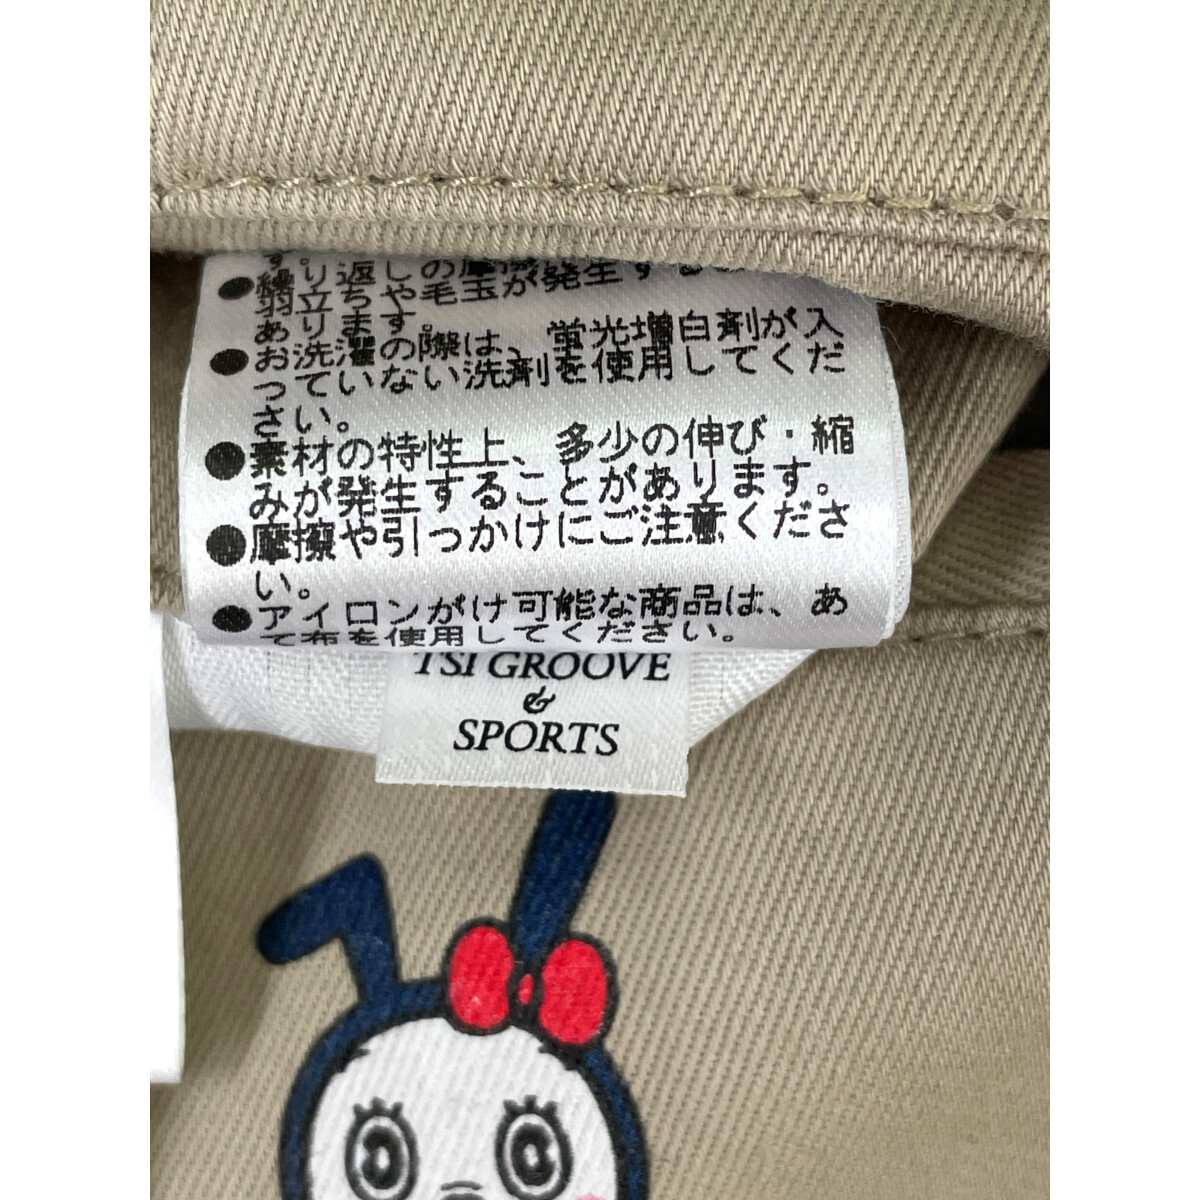 す。
●繰り返しの摩擦に
羽立ちや毛玉が発生する
あります。
●お洗濯の際は、蛍光増白剤が入
っていない洗剤を使用してくだ
さい。
●素材の特性上、多少の伸び・縮
みが発生することがあります。
●摩擦や引っかけにご注意くださ
い。
●アイロンがけ可能な商品は、あ
て布を使用してください。
TSI GROOVE
&
SPORTS